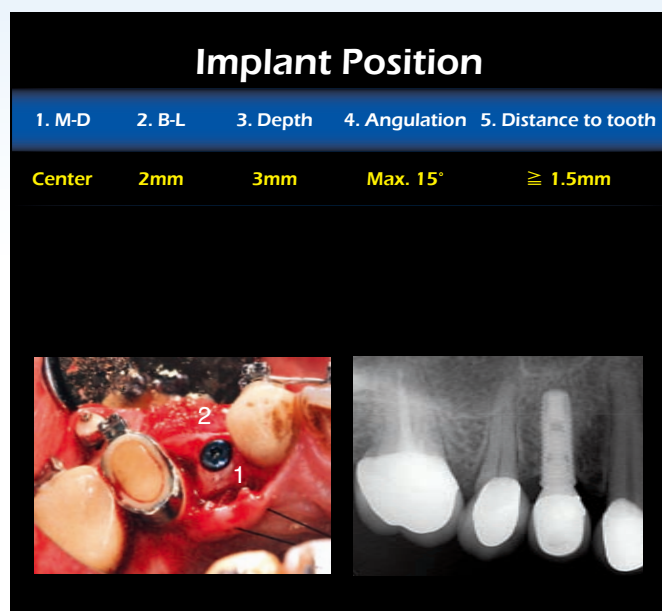 Implant Position
1. M-D 2. B-L 3. Depth 4. Angulation 5. Distance to tooth
Center 2mm 3mm Max. 15° ≧ 1.5mm
2
1